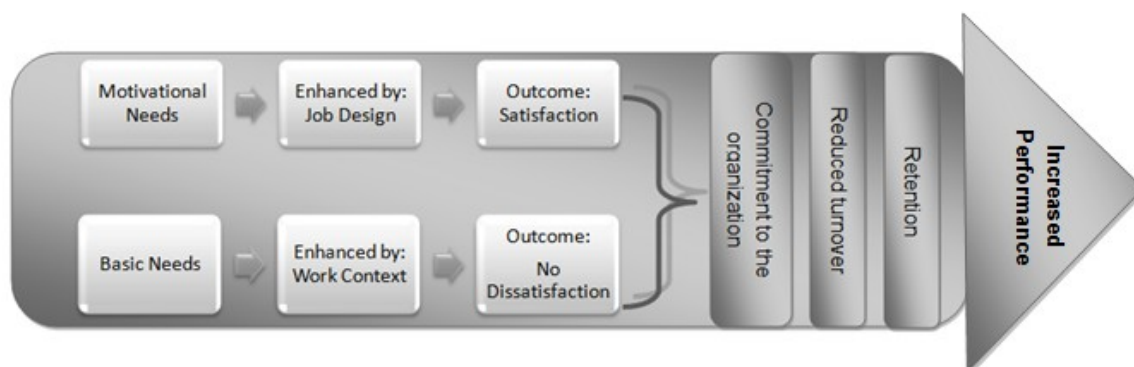 Motivational
Needs
Enhanced by:
Job Design
Outcome:
Satisfaction
Basic Needs
Enhanced by:
Work Context
Outcome:
No
Dissatisfaction
Commitment to the
organization
Reduced turnover
Retention
Increased
Performance